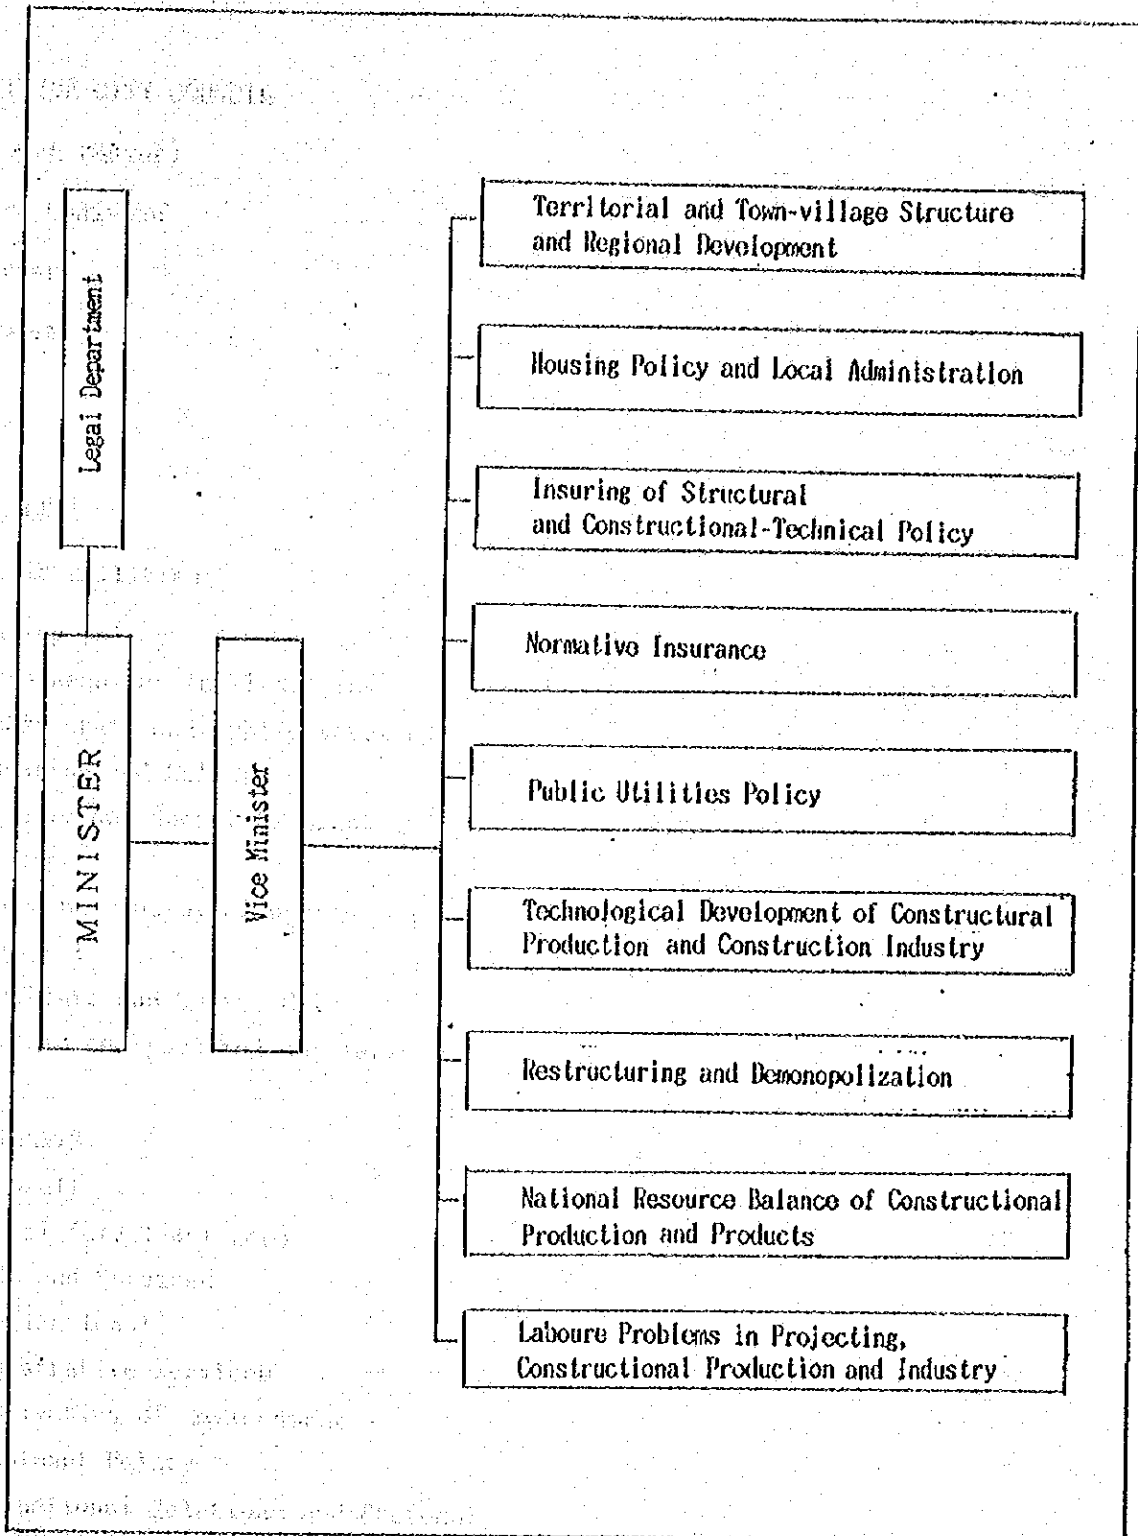 Legal Department
MINISTER
Vice Minister
Territorial and Town-village Structure
and Regional Development
Housing Policy and Local Administration
Insuring of Structural
and Constructional-Technical Policy
Normative Insurance
Public Utilities Policy
Technological Development of Constructural
Production and Construction Industry
Restructuring and Demonopolization
National Resource Balance of Constructional
Production and Products
Laboure Problems in Projecting,
Constructional Production and Industry